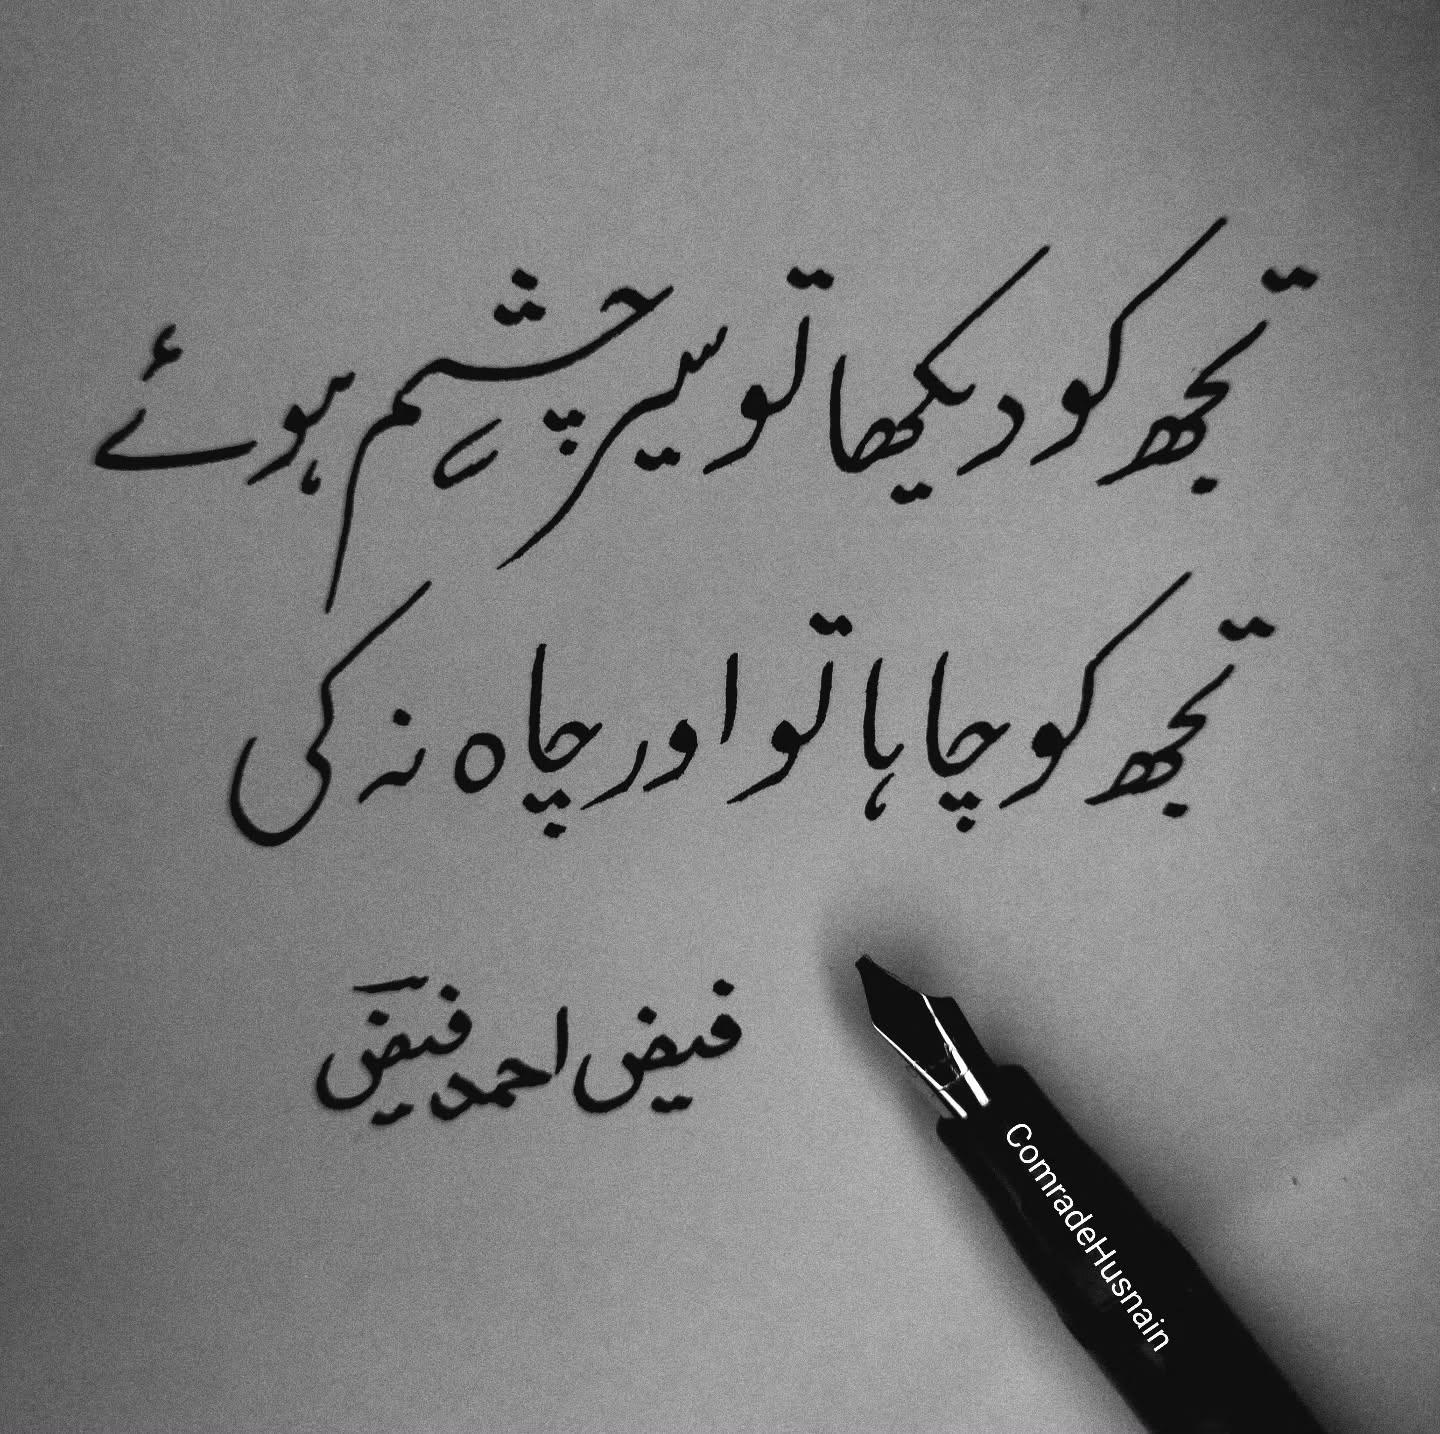 تجھ کو دیکھا تو سیر چشم ہوئے
تجھ کو چاہا تو اور چاہ نہ کی
فیض احمد فیض
ComradeHusnain